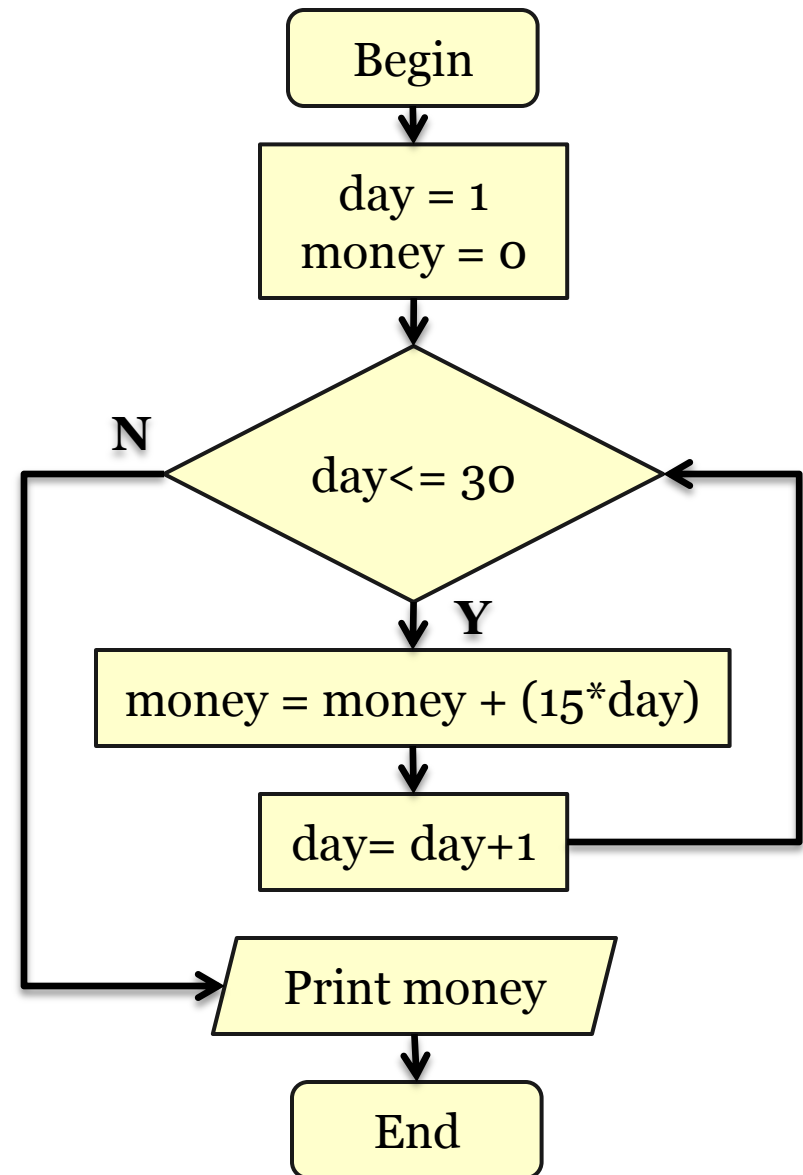 Begin
day = 1
money = 0
N
day<= 30
Y
money = money + (15*day)
day= day+1
Print money
End